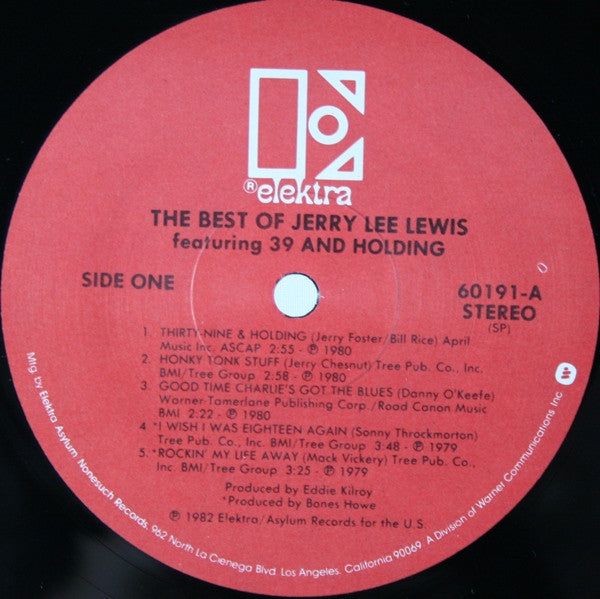 ® elektra
THE BEST OF JERRY LEE LEWIS
featuring 39 AND HOLDING
SIDE ONE
60191-A
STEREO
(SP)
1. THIRTY-NINE & HOLDING (Jerry Foster/Bill Rice) April
Music Inc. ASCAP 2:55 - ℗ 1980
2. HONKY TONK STUFF (Jerry Chesnut) Tree Pub. Co., Inc.
BMI/Tree Group 2:58 - ℗ 1980
3. GOOD TIME CHARLIE'S GOT THE BLUES (Danny O'Keefe)
Warner-Tamerlane Publishing Corp./Road Canon Music
BMI 2:22 - ℗ 1980
4. *I WISH I WAS EIGHTEEN AGAIN (Sonny Throckmorton)
Tree Pub. Co., Inc. BMI/Tree Group 3:48 - ℗ 1979
5. *ROCKIN' MY LIFE AWAY (Mack Vickery) Tree Pub. Co.,
Inc. BMI/Tree Group 3:25 - ℗ 1979
Produced by Eddie Kilroy
*Produced by Bones Howe
℗ 1982 Elektra/Asylum Records for the U.S.
Mfg. by Elektra/Asylum/Nonesuch Records, 962 North La Cienega Blvd. Los Angeles, California 90069. A Division of Warner Communications Inc.